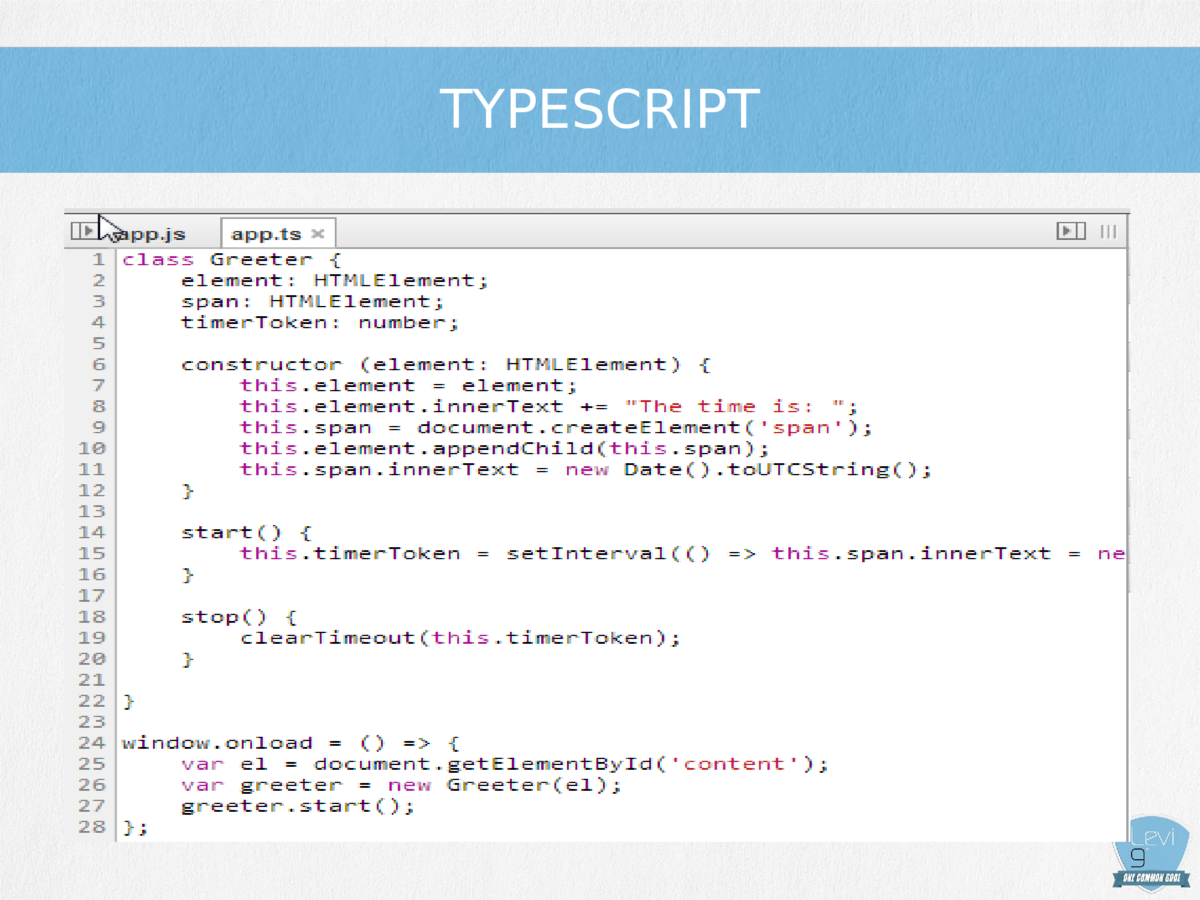 TYPESCRIPT
app.js app.ts ×
1 class Greeter {
2 element: HTMLElement;
3 span: HTMLElement;
4 timerToken: number;
5
6 constructor (element: HTMLElement) {
7 this.element = element;
8 this.element.innerText += "The time is: ";
9 this.span = document.createElement('span');
10 this.element.appendChild(this.span);
11 this.span.innerText = new Date().toUTCString();
12 }
13
14 start() {
15 this.timerToken = setInterval(() => this.span.innerText = ne
16 }
17
18 stop() {
19 clearTimeout(this.timerToken);
20 }
21
22 }
23
24 window.onload = () => {
25 var el = document.getElementById('content');
26 var greeter = new Greeter(el);
27 greeter.start();
28 };
Levi
9
ONE COMMON GOAL